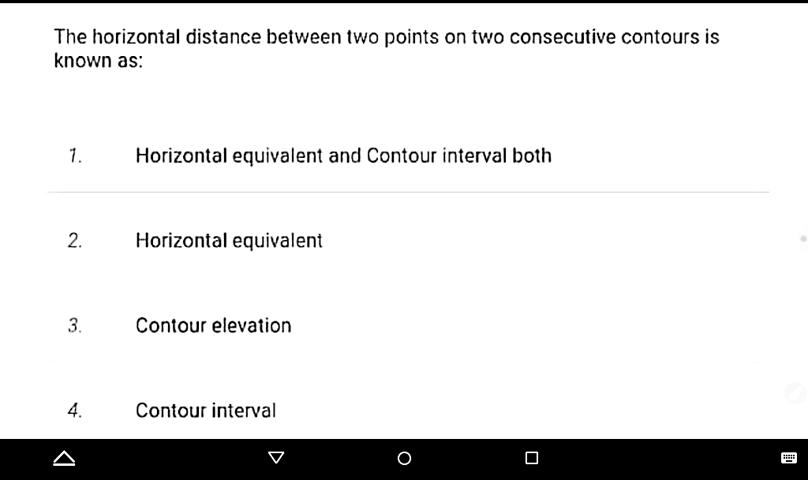 The horizontal distance between two points on two consecutive contours is
known as:
1. Horizontal equivalent and Contour interval both
2. Horizontal equivalent
3. Contour elevation
4. Contour interval